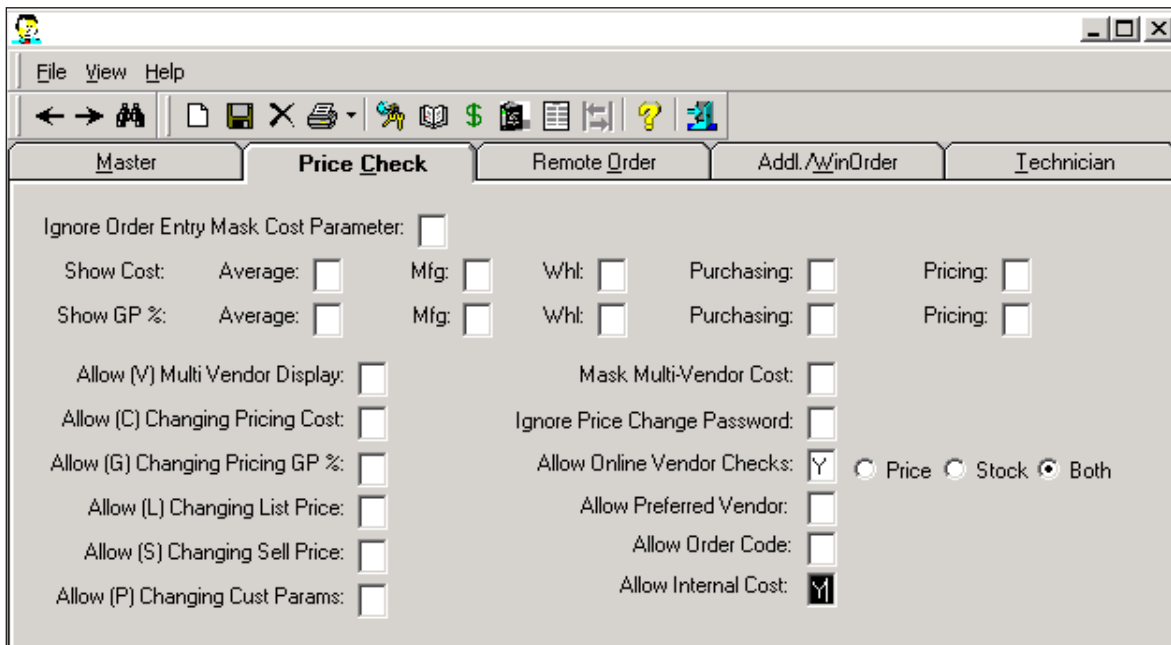 File View Help
Master Price Check Remote Order Addl./WinOrder Technician
Ignore Order Entry Mask Cost Parameter:
Show Cost: Average: Mfg: Whl: Purchasing: Pricing:
Show GP %: Average: Mfg: Whl: Purchasing: Pricing:
Allow (V) Multi Vendor Display: Mask Multi-Vendor Cost:
Allow (C) Changing Pricing Cost: Ignore Price Change Password:
Allow (G) Changing Pricing GP %: Allow Online Vendor Checks: Y Price Stock Both
Allow (L) Changing List Price: Allow Preferred Vendor:
Allow (S) Changing Sell Price: Allow Order Code:
Allow (P) Changing Cust Params: Allow Internal Cost: Y